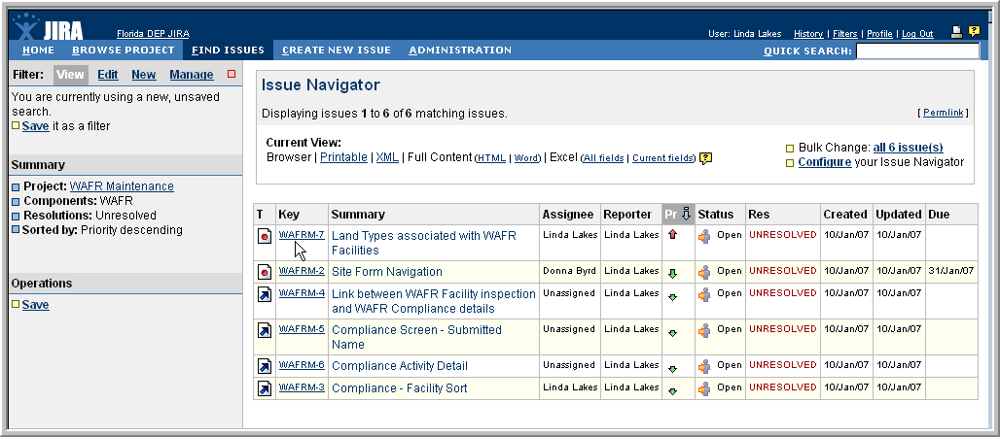 JIRA
Florida DEP JIRA
User: Linda Lakes History | Filters | Profile | Log Out
HOME BROWSE PROJECT FIND ISSUES CREATE NEW ISSUE ADMINISTRATION QUICK SEARCH:
Filter: View Edit New Manage
You are currently using a new, unsaved
search.
Save it as a filter
Summary
Project: WAFR Maintenance
Components: WAFR
Resolutions: Unresolved
Sorted by: Priority descending
Operations
Save
Issue Navigator
Displaying issues 1 to 6 of 6 matching issues.
[ Permlink ]
Current View:
Browser | Printable | XML | Full Content (HTML | Word) | Excel (All fields | Current fields) ?
Bulk Change: all 6 issue(s)
Configure your Issue Navigator
T Key Summary Assignee Reporter Pr Status Res Created Updated Due
WAFRM-7 Land Types associated with WAFR Linda Lakes Linda Lakes Open UNRESOLVED 10/Jan/07 10/Jan/07
Facilities
WAFRM-2 Site Form Navigation Donna Byrd Linda Lakes Open UNRESOLVED 10/Jan/07 10/Jan/07 31/Jan/07
WAFRM-4 Link between WAFR Facility inspection Unassigned Linda Lakes Open UNRESOLVED 10/Jan/07 10/Jan/07
and WAFR Compliance details
WAFRM-5 Compliance Screen - Submitted Unassigned Linda Lakes Open UNRESOLVED 10/Jan/07 10/Jan/07
Name
WAFRM-6 Compliance Activity Detail Unassigned Linda Lakes Open UNRESOLVED 10/Jan/07 10/Jan/07
WAFRM-3 Compliance - Facility Sort Linda Lakes Linda Lakes Open UNRESOLVED 10/Jan/07 10/Jan/07